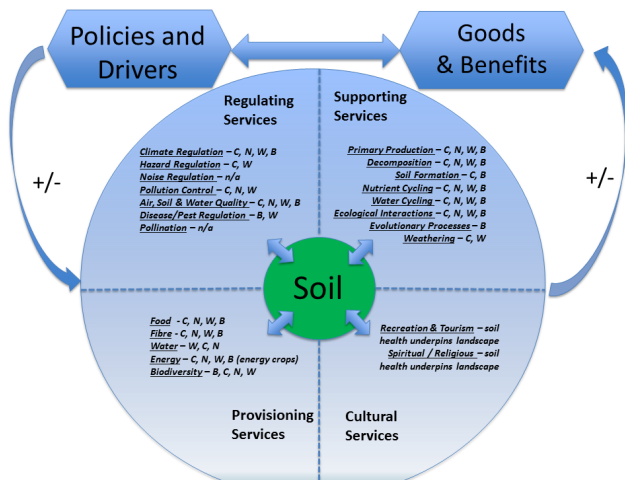 Policies and
Drivers
Goods
& Benefits
+/-
+/-
Regulating
Services
Climate Regulation – C, N, W, B
Hazard Regulation – C, W
Noise Regulation – n/a
Pollution Control – C, N, W
Air, Soil & Water Quality – C, N, W, B
Disease/Pest Regulation – B, W
Pollination – n/a
Supporting
Services
Primary Production – C, N, W, B
Decomposition – C, N, W, B
Soil Formation – C, B
Nutrient Cycling – C, N, W, B
Water Cycling – C, N, W, B
Ecological Interactions – C, N, W, B
Evolutionary Processes – B
Weathering – C, W
Soil
Food - C, N, W, B
Fibre - C, N, W, B
Water – W, C, N
Energy – C, N, W, B (energy crops)
Biodiversity – B, C, N, W
Provisioning
Services
Recreation & Tourism – soil
health underpins landscape
Spiritual / Religious – soil
health underpins landscape
Cultural
Services